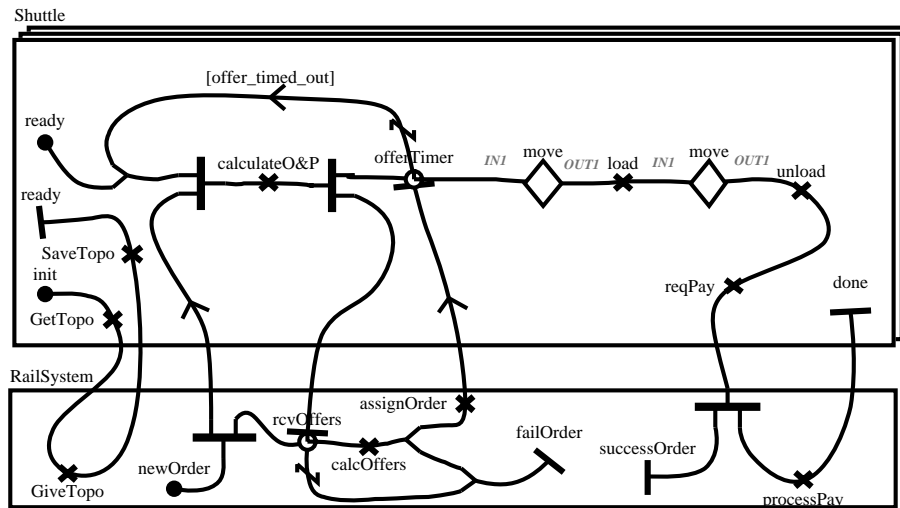 Shuttle
[offer_timed_out]
ready
calculateO&P
offerTimer
IN1
move
OUT1
load
IN1
move
OUT1
unload
ready
SaveTopo
init
GetTopo
reqPay
done
RailSystem
assignOrder
rcvOffers
calcOffers
failOrder
successOrder
newOrder
GiveTopo
processPay